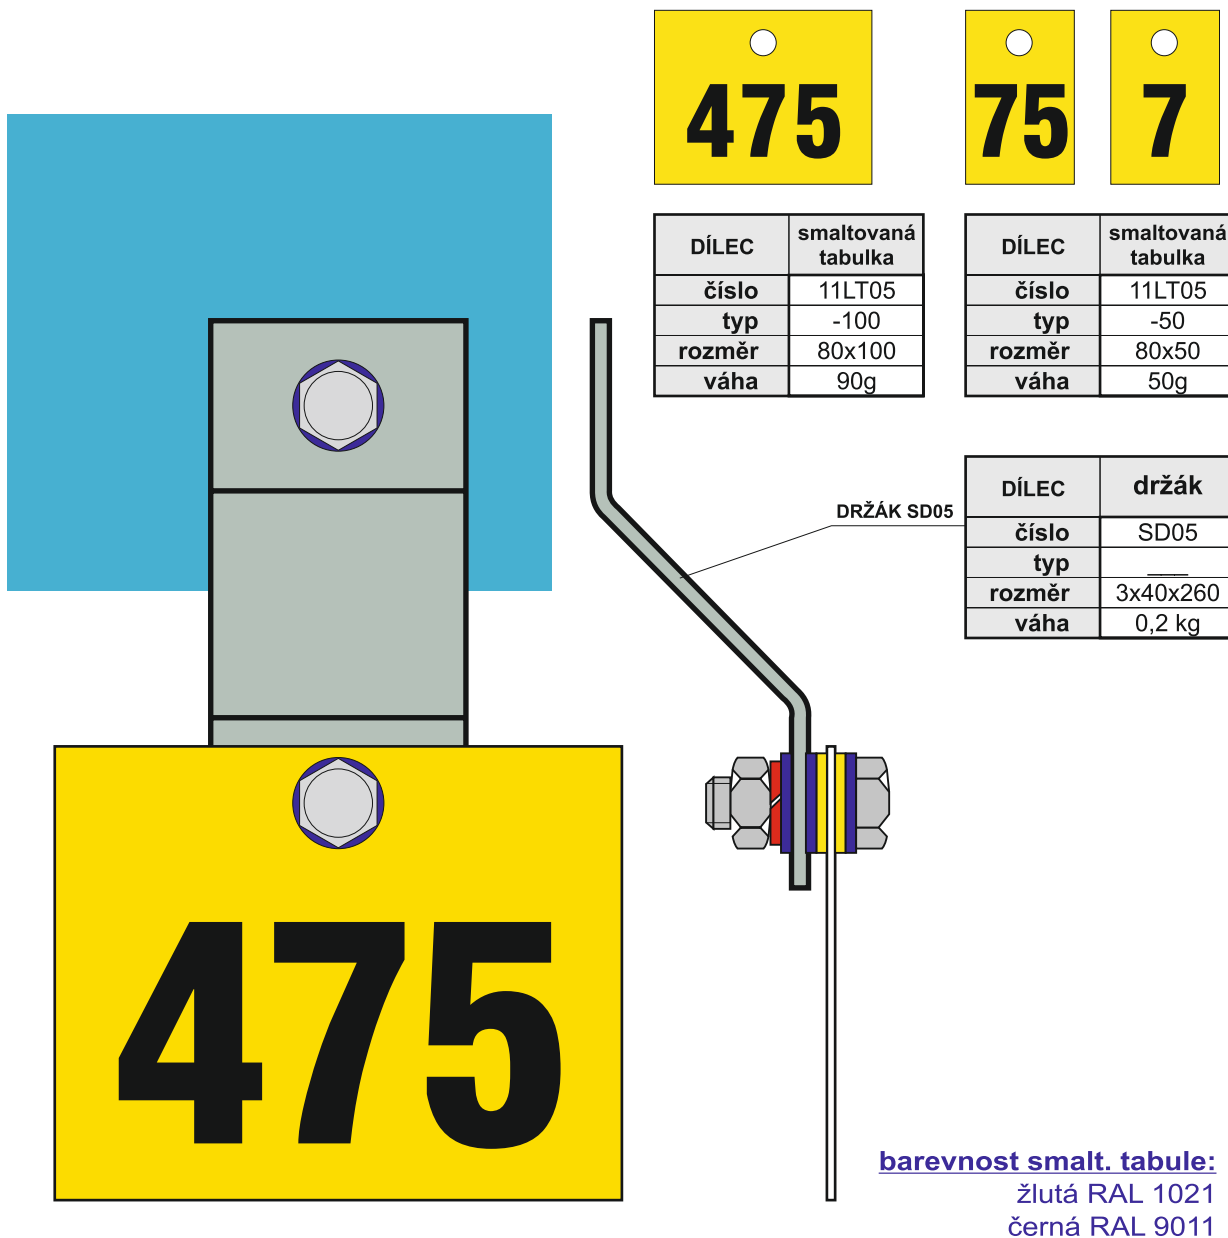 475
75
7
DÍLEC smaltovaná tabulka
číslo 11LT05
typ -100
rozměr 80x100
váha 90g
DÍLEC smaltovaná tabulka
číslo 11LT05
typ -50
rozměr 80x50
váha 50g
DRŽÁK SD05
DÍLEC držák
číslo SD05
typ ___
rozměr 3x40x260
váha 0,2 kg
475
barevnost smalt. tabule:
žlutá RAL 1021
černá RAL 9011